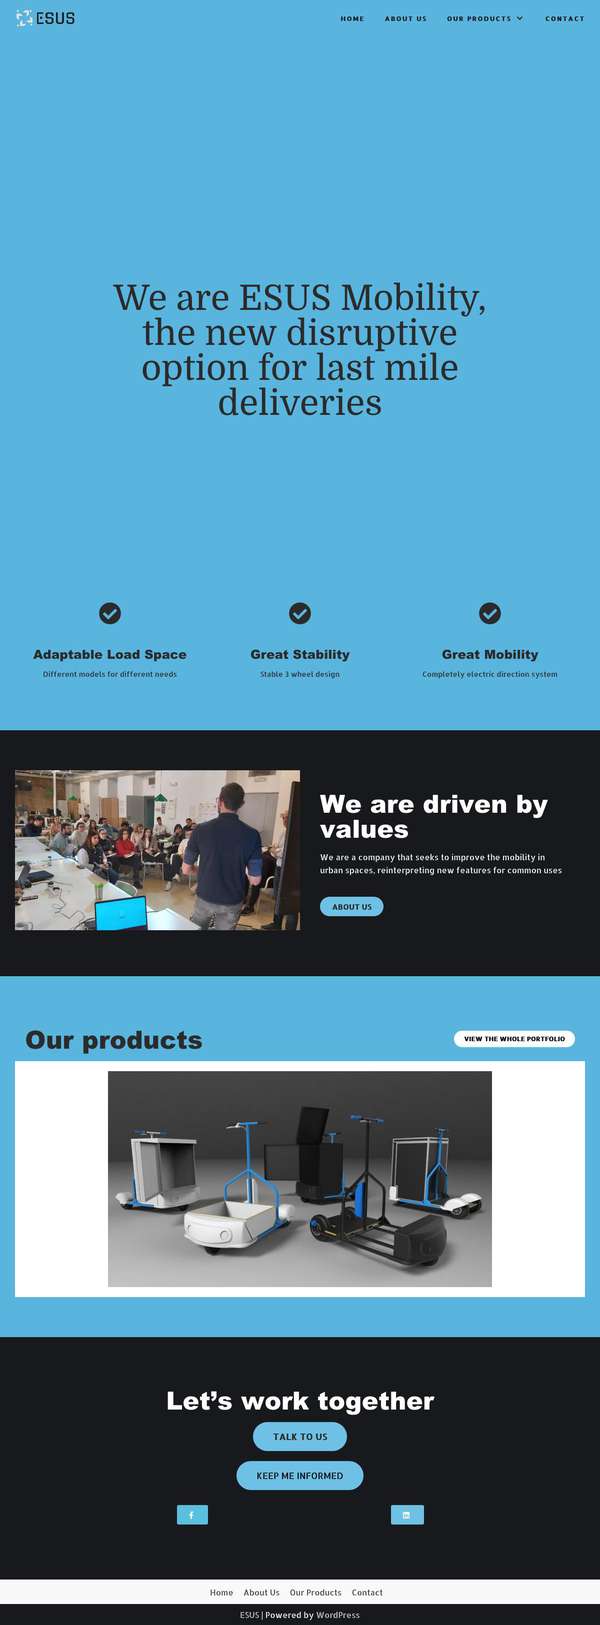 ESUS
HOME
ABOUT US
OUR PRODUCTS
CONTACT
We are ESUS Mobility,
the new disruptive
option for last mile
deliveries
Adaptable Load Space
Different models for different needs
Great Stability
Stable 3 wheel design
Great Mobility
Completely electric direction system
We are driven by
values
We are a company that seeks to improve the mobility in
urban spaces, reinterpreting new features for common uses
ABOUT US
Our products
VIEW THE WHOLE PORTFOLIO
Let’s work together
TALK TO US
KEEP ME INFORMED
Home
About Us
Our Products
Contact
ESUS | Powered by WordPress